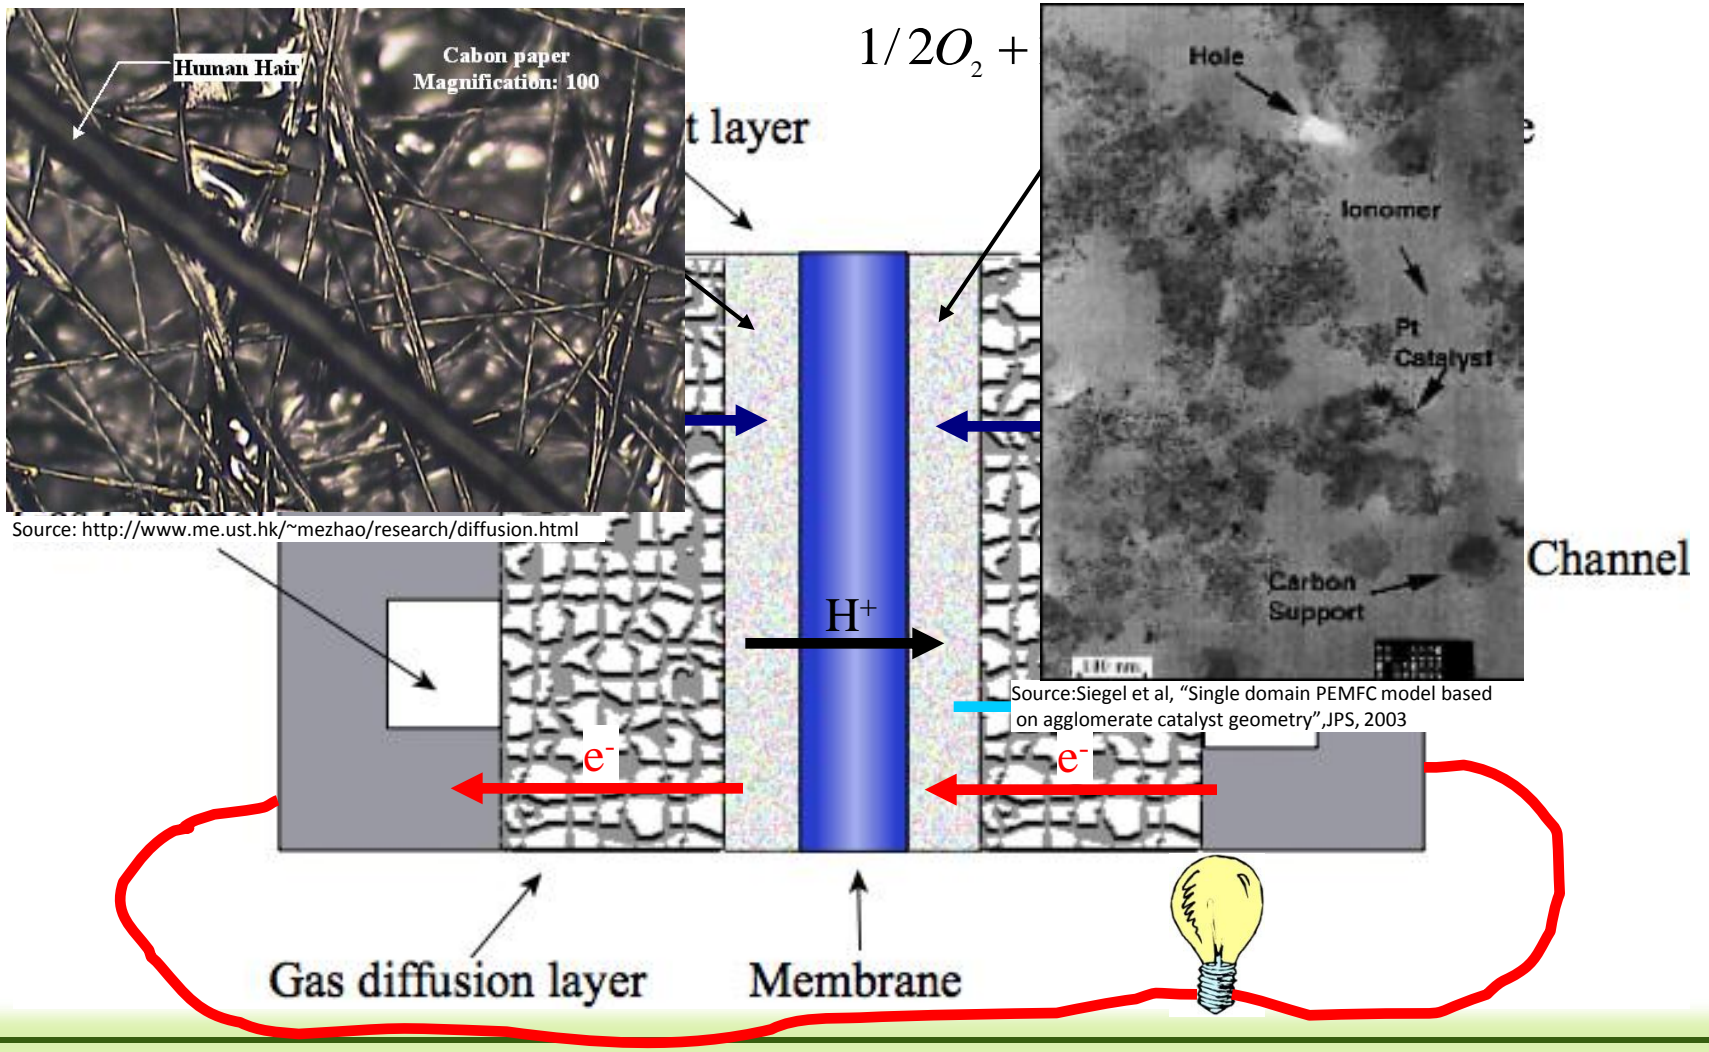 Human Hair
Cabon paper
Magnification: 100
1/2O₂ +
Hole
t layer
e
Ionomer
Pt
Catalyst
Source: http://www.me.ust.hk/~mezhao/research/diffusion.html
Channel
Carbon
Support
H⁺
Source:Siegel et al, “Single domain PEMFC model based
on agglomerate catalyst geometry”,JPS, 2003
e⁻
e⁻
Gas diffusion layer
Membrane